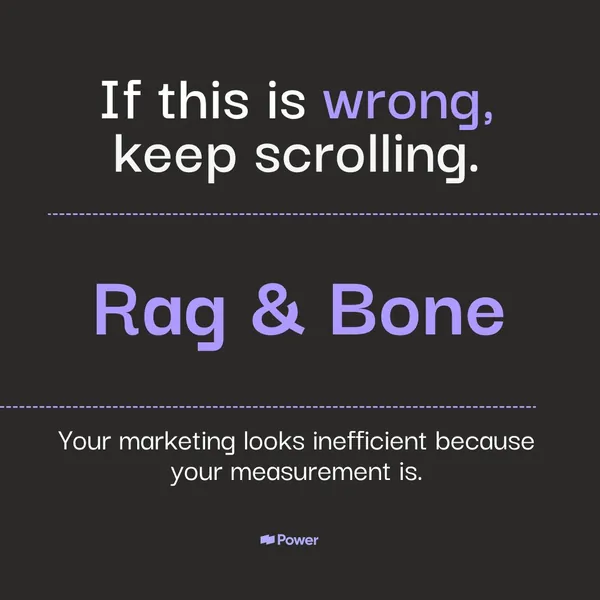 If this is wrong,
keep scrolling.
Rag & Bone
Your marketing looks inefficient because
your measurement is.
Power